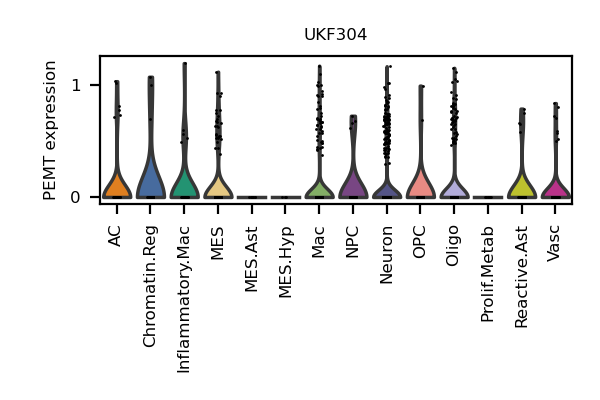 UKF304
PEMT expression
1
0
AC
Chromatin.Reg
Inflammatory.Mac
MES
MES.Ast
MES.Hyp
Mac
NPC
Neuron
OPC
Oligo
Prolif.Metab
Reactive.Ast
Vasc